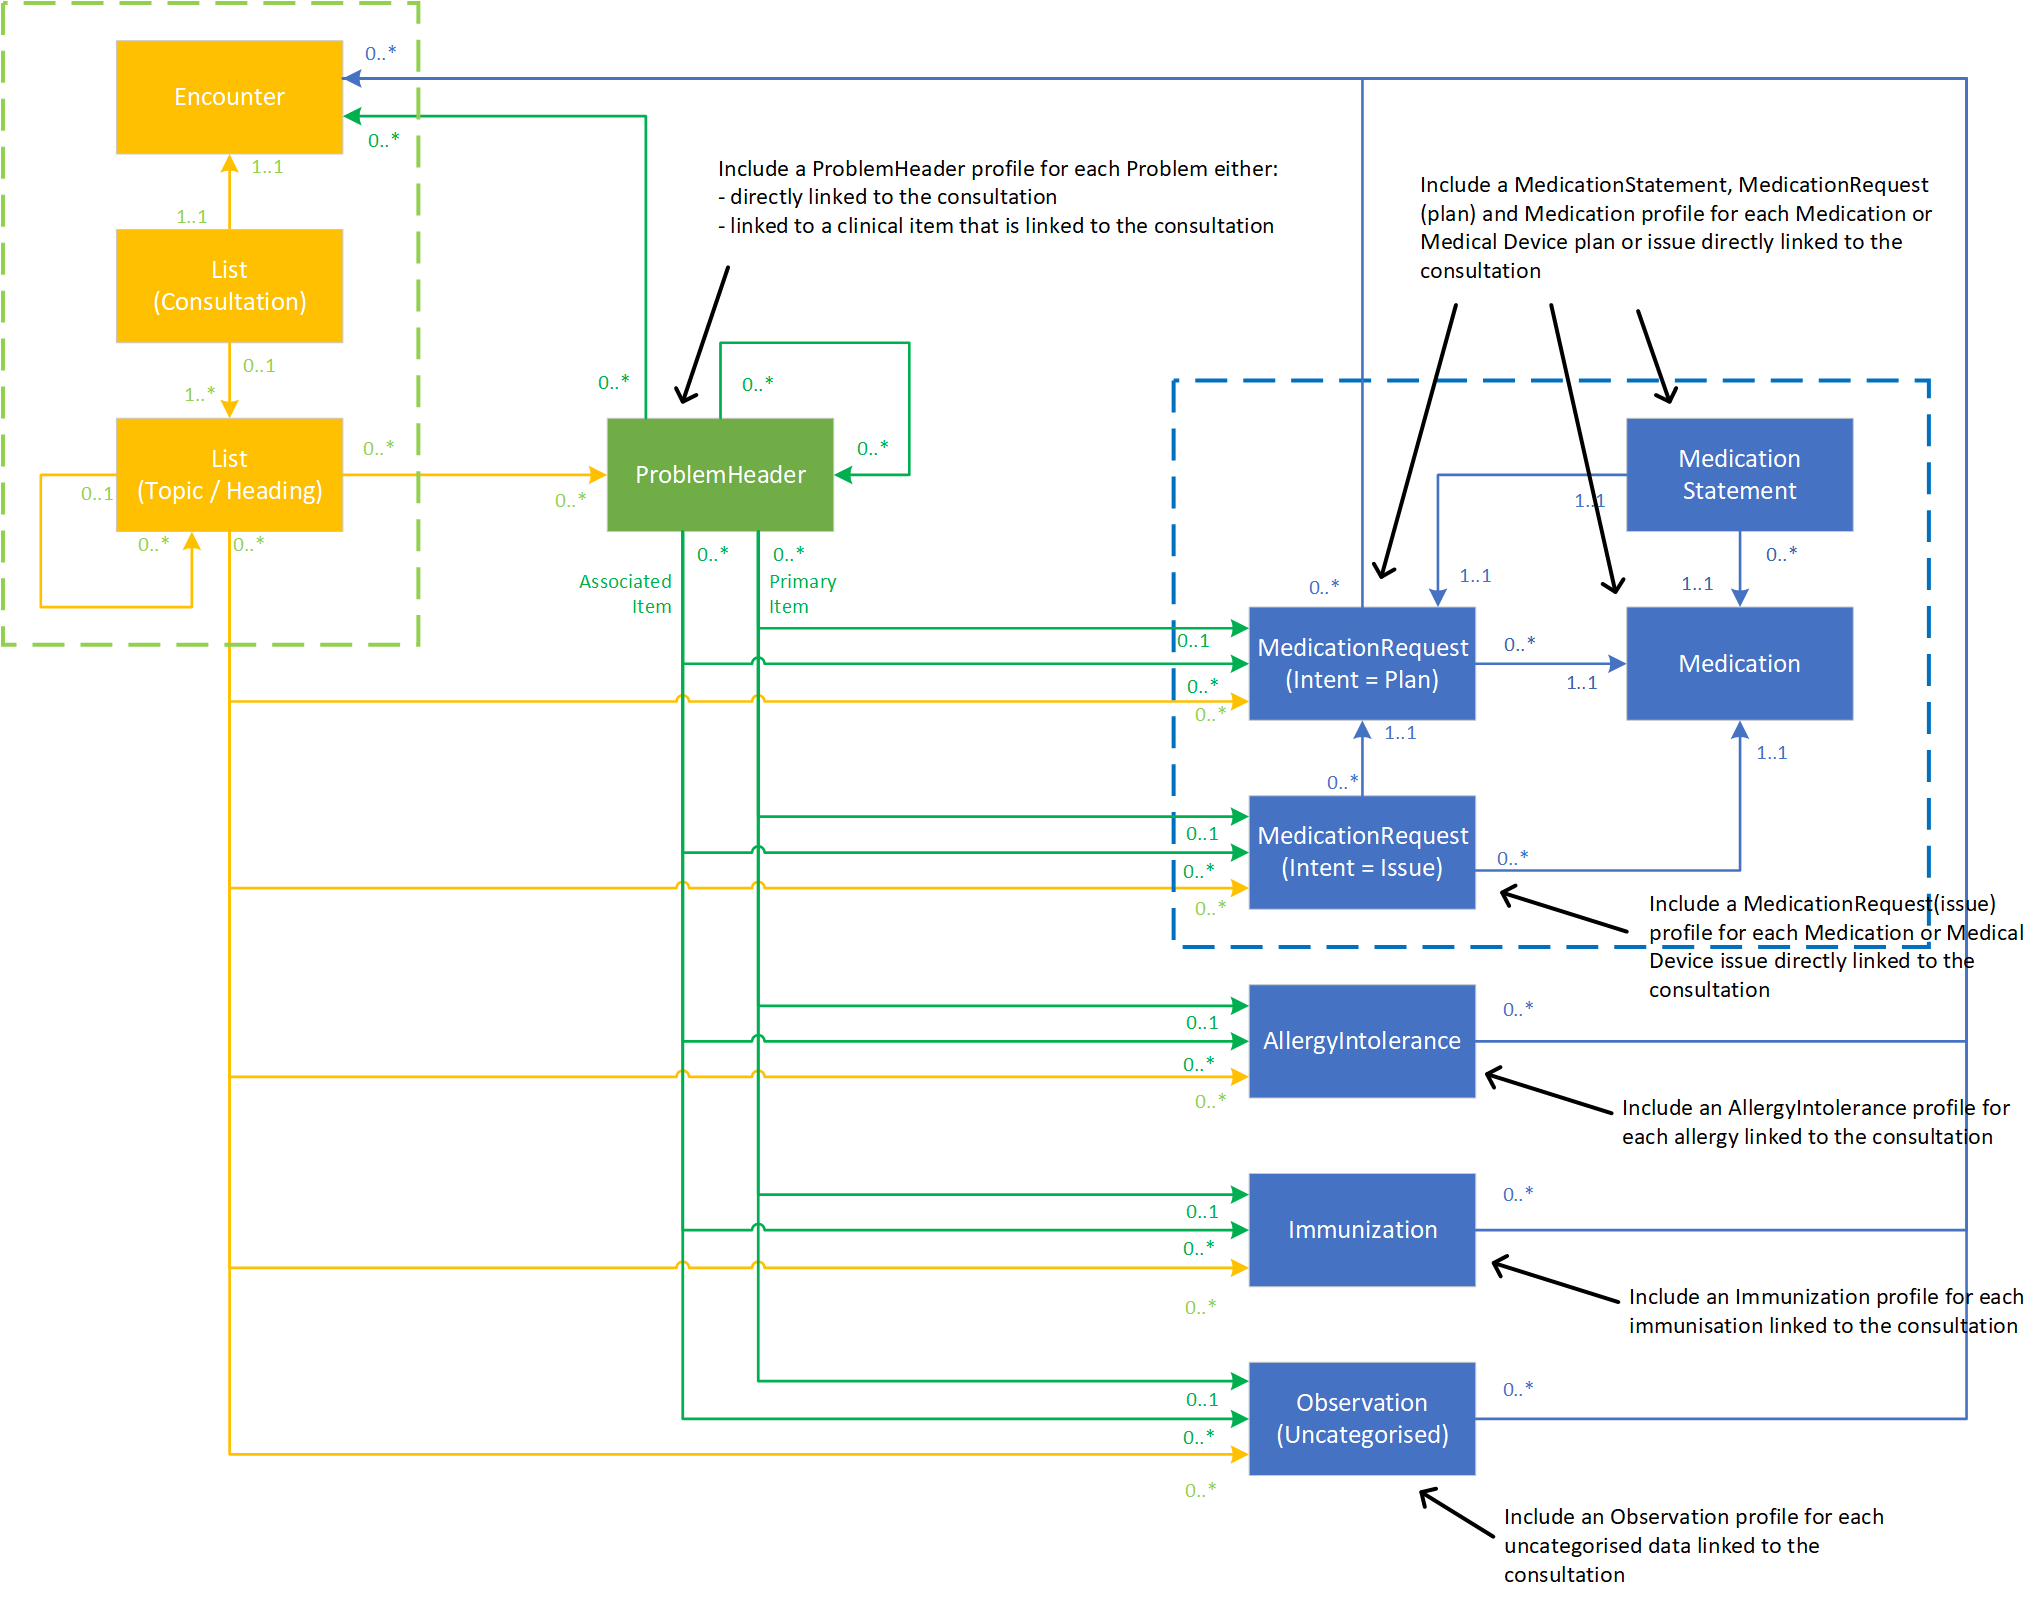 0..*
Encounter
0..*
1..1
Include a ProblemHeader profile for each Problem either:
- directly linked to the consultation
- linked to a clinical item that is linked to the consultation
Include a MedicationStatement, MedicationRequest
(plan) and Medication profile for each Medication or
Medical Device plan or issue directly linked to the
consultation
1..1
List
(Consultation)
0..1
1..*
0..*
0..*
List
(Topic / Heading)
0..*
0..*
ProblemHeader
0..*
Medication
Statement
0..1
0..*
0..*
1..1
0..*
0..*
0..*
Associated
Item
Primary
Item
0..*
1..1
1..1
0..*
0..1
MedicationRequest
(Intent = Plan)
0..*
1..1
Medication
0..*
0..*
1..1
1..1
0..*
0..1
MedicationRequest
(Intent = Issue)
0..*
0..*
0..*
Include a MedicationRequest(issue)
profile for each Medication or Medical
Device issue directly linked to the
consultation
0..*
0..1
AllergyIntolerance
0..*
0..*
Include an AllergyIntolerance profile for
each allergy linked to the consultation
0..*
0..1
Immunization
0..*
0..*
Include an Immunization profile for each
immunisation linked to the consultation
0..*
0..1
Observation
(Uncategorised)
0..*
0..*
Include an Observation profile for each
uncategorised data linked to the
consultation